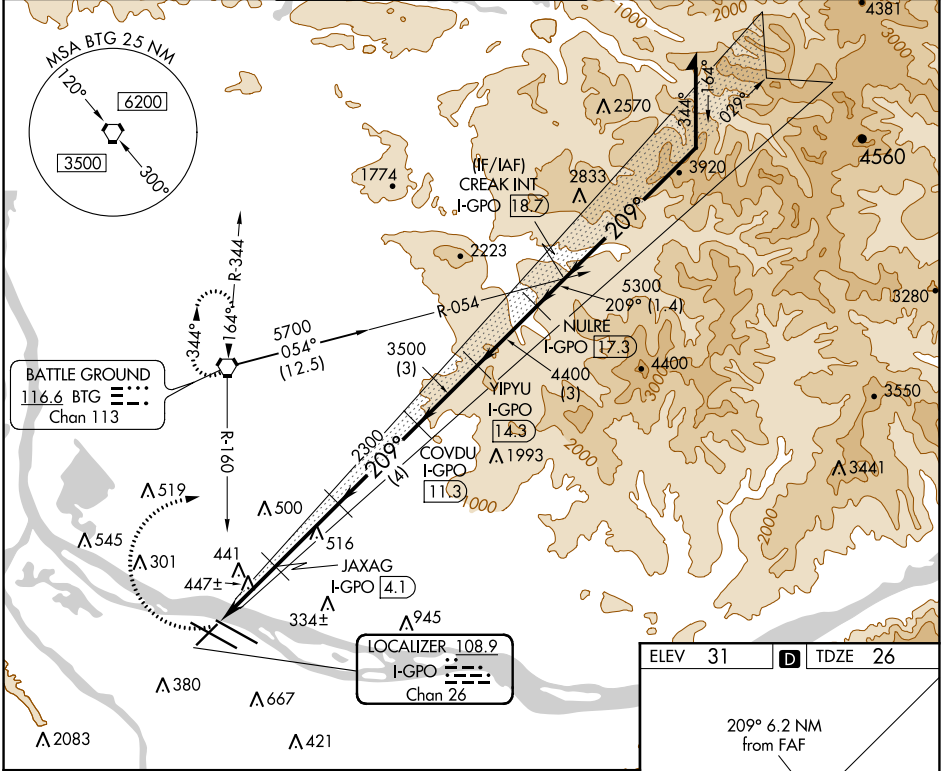 MSA BTG 25 NM
120°
6200
3500
300°
1000
2000
3000
4381
2570
344°
164°
029°
4560
1774
(IF/IAF)
CREAK INT
I-GPO 18.7
2833
3920
209°
2223
R-344
R-054
5300
209° (1.4)
3280
344°
164°
5700
054°
(12.5)
NULRE
I-GPO 17.3
3500
(3)
4400
(3)
4400
3000
3550
BATTLE GROUND
116.6 BTG
Chan 113
YIPYU
I-GPO
14.3
2000
R-160
2300
209°
(4)
COVDU
I-GPO
11.3
1993
1000
3441
2000
519
500
545
301
441
447±
516
JAXAG
I-GPO 4.1
334±
945
LOCALIZER 108.9
I-GPO
Chan 26
380
667
2083
421
ELEV 31
D
TDZE 26
209° 6.2 NM
from FAF